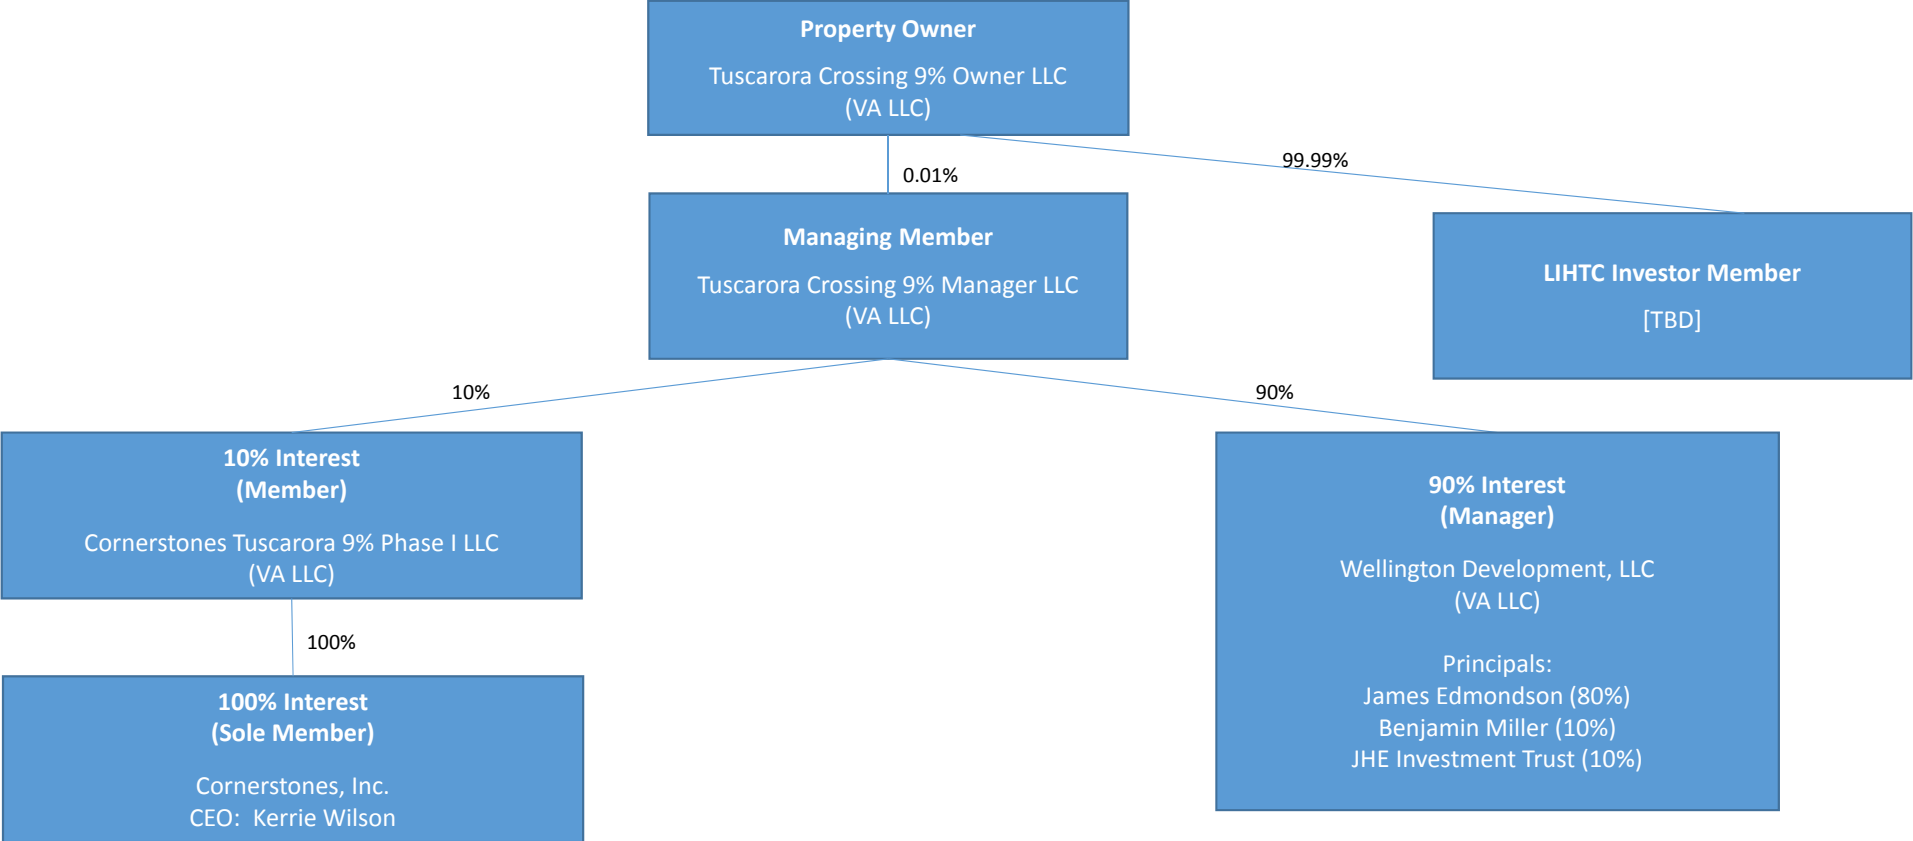 Property Owner
Tuscarora Crossing 9% Owner LLC
(VA LLC)
99.99%
0.01%
Managing Member
Tuscarora Crossing 9% Manager LLC
(VA LLC)
LIHTC Investor Member
[TBD]
10%
90%
10% Interest
(Member)
Cornerstones Tuscarora 9% Phase I LLC
(VA LLC)
90% Interest
(Manager)
Wellington Development, LLC
(VA LLC)
Principals:
James Edmondson (80%)
Benjamin Miller (10%)
JHE Investment Trust (10%)
100%
100% Interest
(Sole Member)
Cornerstones, Inc.
CEO:  Kerrie Wilson